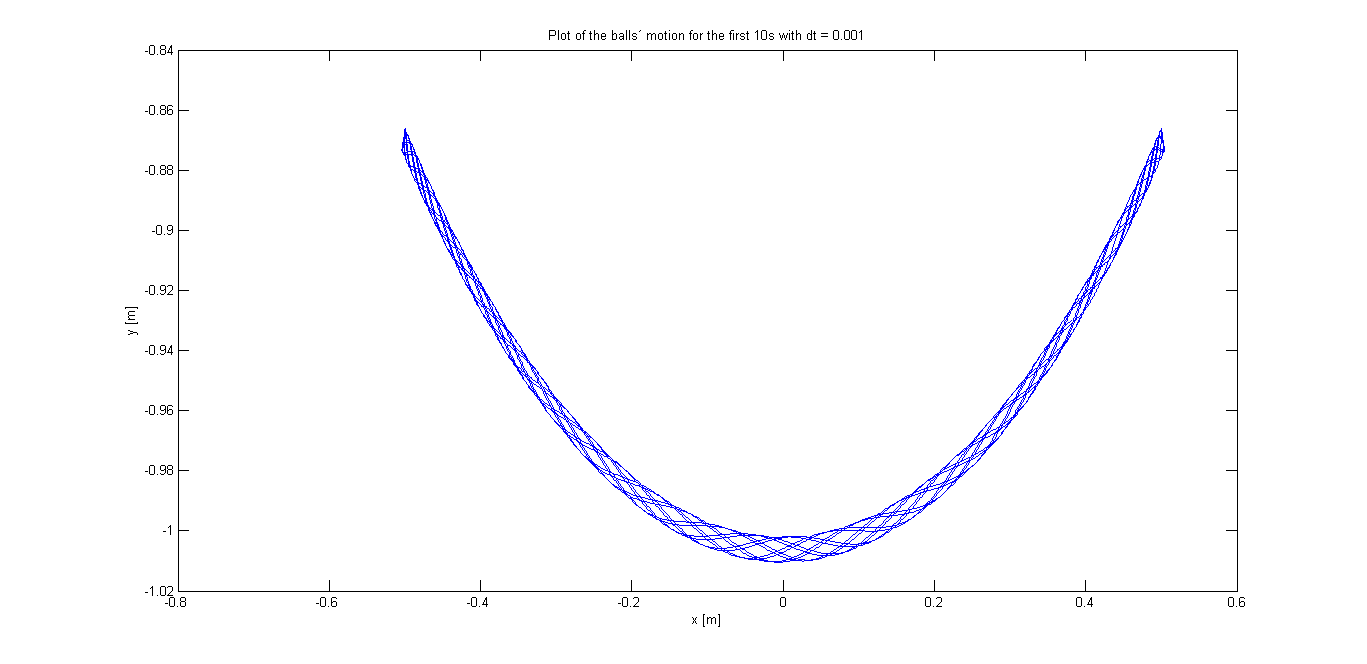 Plot of the balls´ motion for the first 10s with dt = 0.001
-0.84
-0.86
-0.88
-0.9
-0.92
-0.94
-0.96
-0.98
-1
-1.02
y [m]
-0.8 -0.6 -0.4 -0.2 0 0.2 0.4 0.6
x [m]